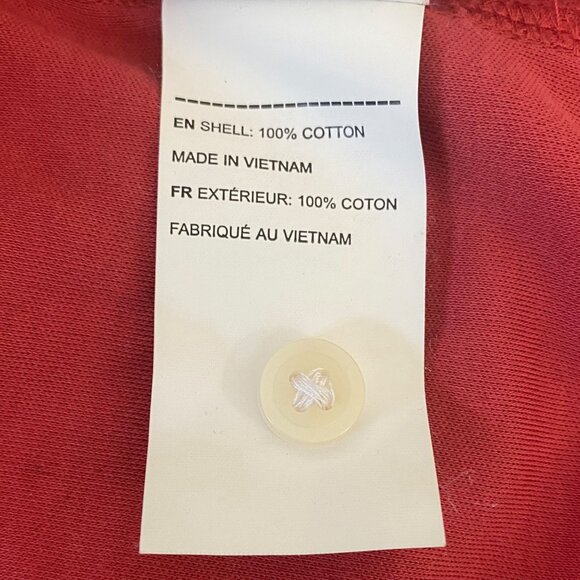 EN SHELL: 100% COTTON
MADE IN VIETNAM
FR EXTÉRIEUR: 100% COTON
FABRIQUÉ AU VIETNAM